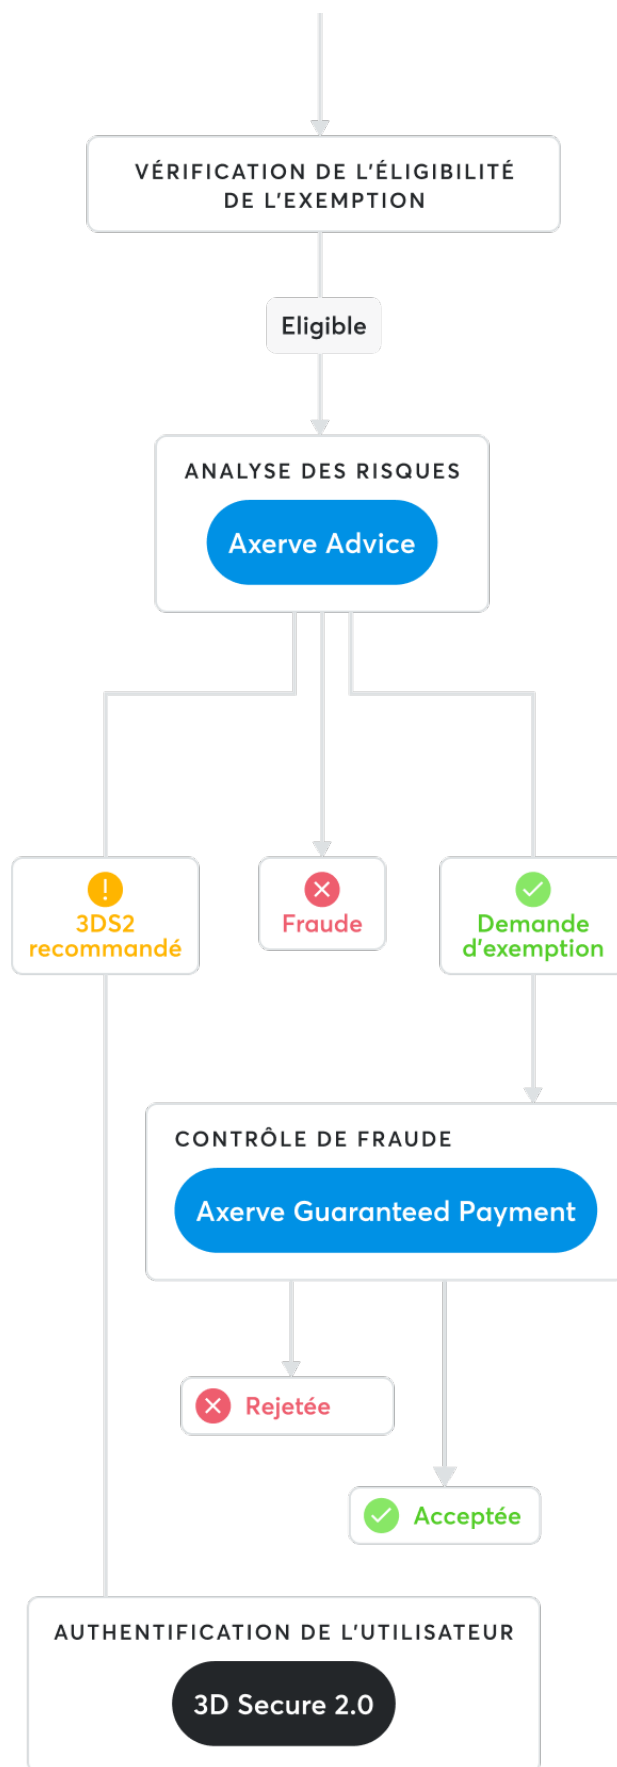 VÉRIFICATION DE L'ÉLIGIBILITÉ
DE L'EXEMPTION
Eligible
ANALYSE DES RISQUES
Axerve Advice
3DS2
recommandé
Fraude
Demande
d'exemption
CONTRÔLE DE FRAUDE
Axerve Guaranteed Payment
Rejetée
Acceptée
AUTHENTIFICATION DE L'UTILISATEUR
3D Secure 2.0